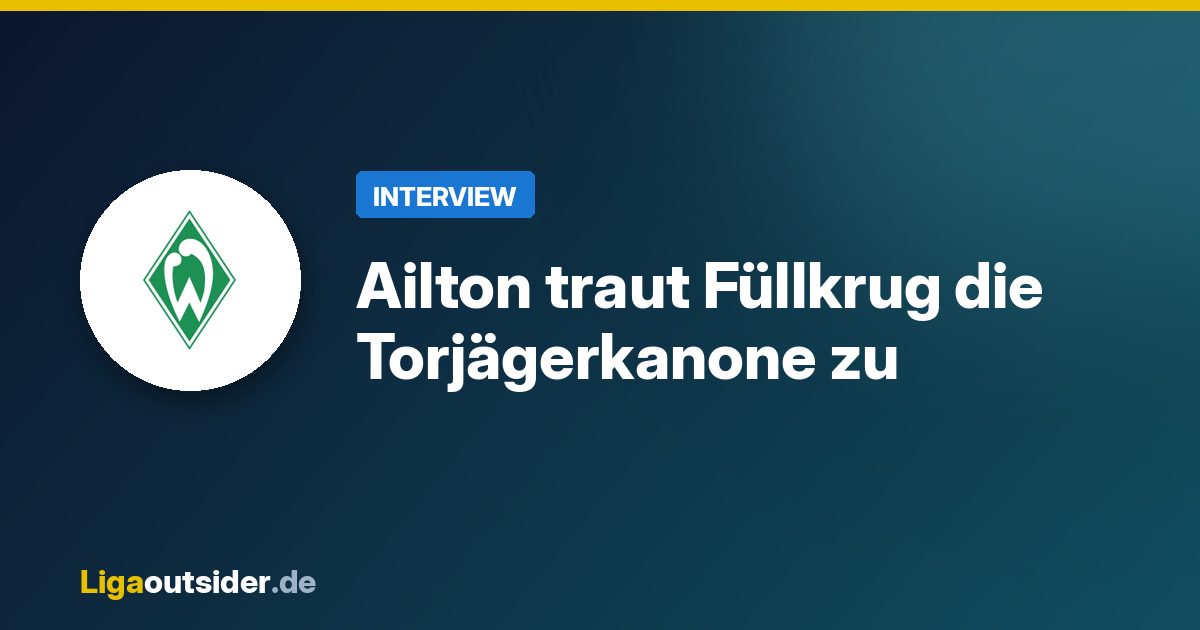 INTERVIEW
Ailton traut Füllkrug die
Torjägerkanone zu
Ligaoutsider.de